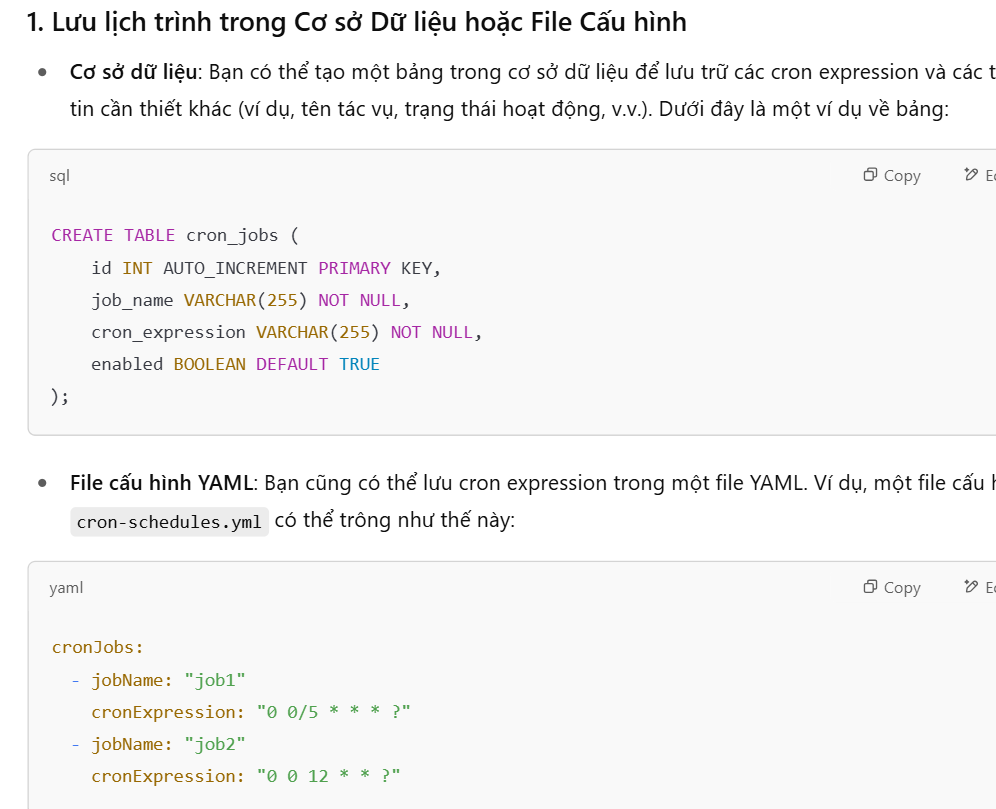 1. Lưu lịch trình trong Cơ sở Dữ liệu hoặc File Cấu hình
• Cơ sở dữ liệu: Bạn có thể tạo một bảng trong cơ sở dữ liệu để lưu trữ các cron expression và các
tin cần thiết khác (ví dụ, tên tác vụ, trạng thái hoạt động, v.v.). Dưới đây là một ví dụ về bảng:
sql Copy
CREATE TABLE cron_jobs (
id INT AUTO_INCREMENT PRIMARY KEY,
job_name VARCHAR(255) NOT NULL,
cron_expression VARCHAR(255) NOT NULL,
enabled BOOLEAN DEFAULT TRUE
);
• File cấu hình YAML: Bạn cũng có thể lưu cron expression trong một file YAML. Ví dụ, một file cấu
cron-schedules.yml có thể trông như thế này:
yaml Copy
cronJobs:
- jobName: "job1"
cronExpression: "0 0/5 * * * ?"
- jobName: "job2"
cronExpression: "0 0 12 * * ?"